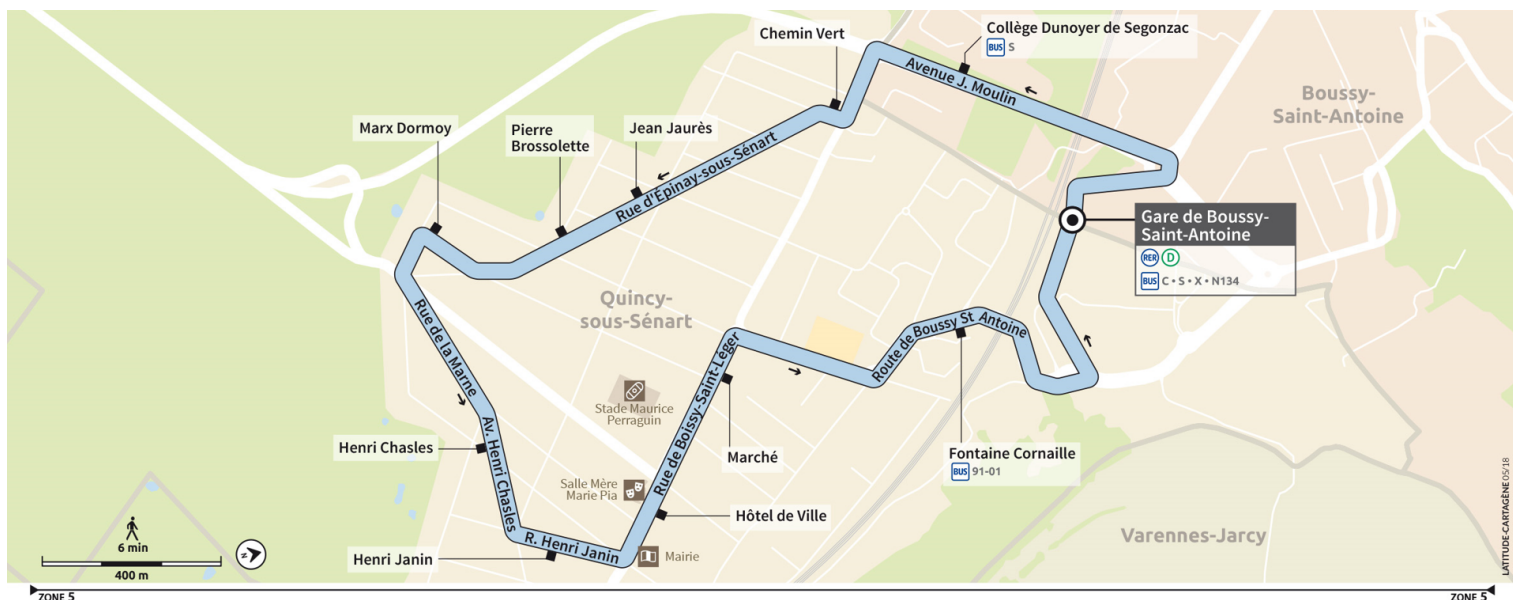 Chemin Vert
Collège Dunoyer de Segonzac
BUS S
Avenue J. Moulin
Boussy-
Saint-Antoine
Marx Dormoy
Pierre
Brossolette
Jean Jaurès
Rue d'Épinay-sous-Sénart
Gare de Boussy-
Saint-Antoine
RER D
BUS C • S • X • N134
Quincy-
sous-Sénart
Rue de la Marne
Route de Boussy St Antoine
Rue de Boissy-Saint-Léger
Stade Maurice
Perraguin
Av. Henri Chasles
Henri Chasles
Marché
Fontaine Cornaille
BUS 91-01
Salle Mère
Marie Pia
Hôtel de Ville
Varennes-Jarcy
R. Henri Janin
Henri Janin
Mairie
6 min
400 m
N
LATITUDE-CARTAGÈNE 05/18
ZONE 5
ZONE 5